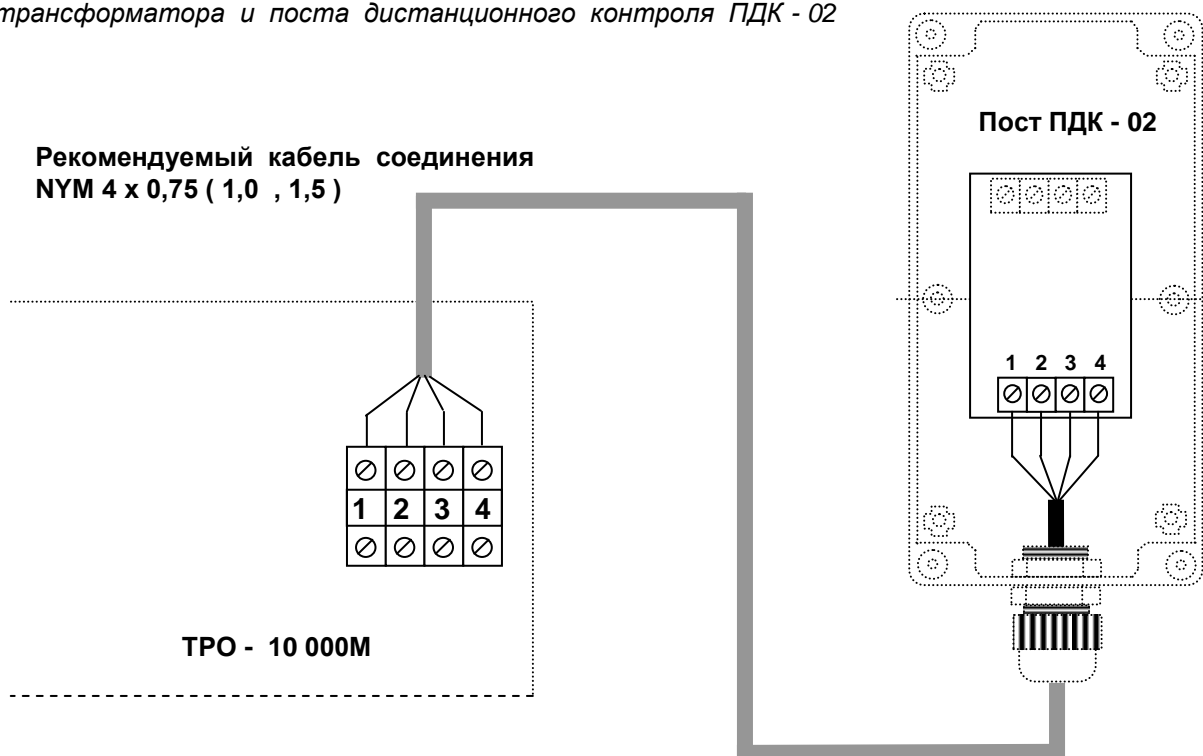 трансформатора и поста дистанционного контроля ПДК - 02
Пост ПДК - 02
Рекомендуемый кабель соединения
NYM 4 x 0,75 ( 1,0 , 1,5 )
1 2 3 4
1 2 3 4
ТРО - 10 000М